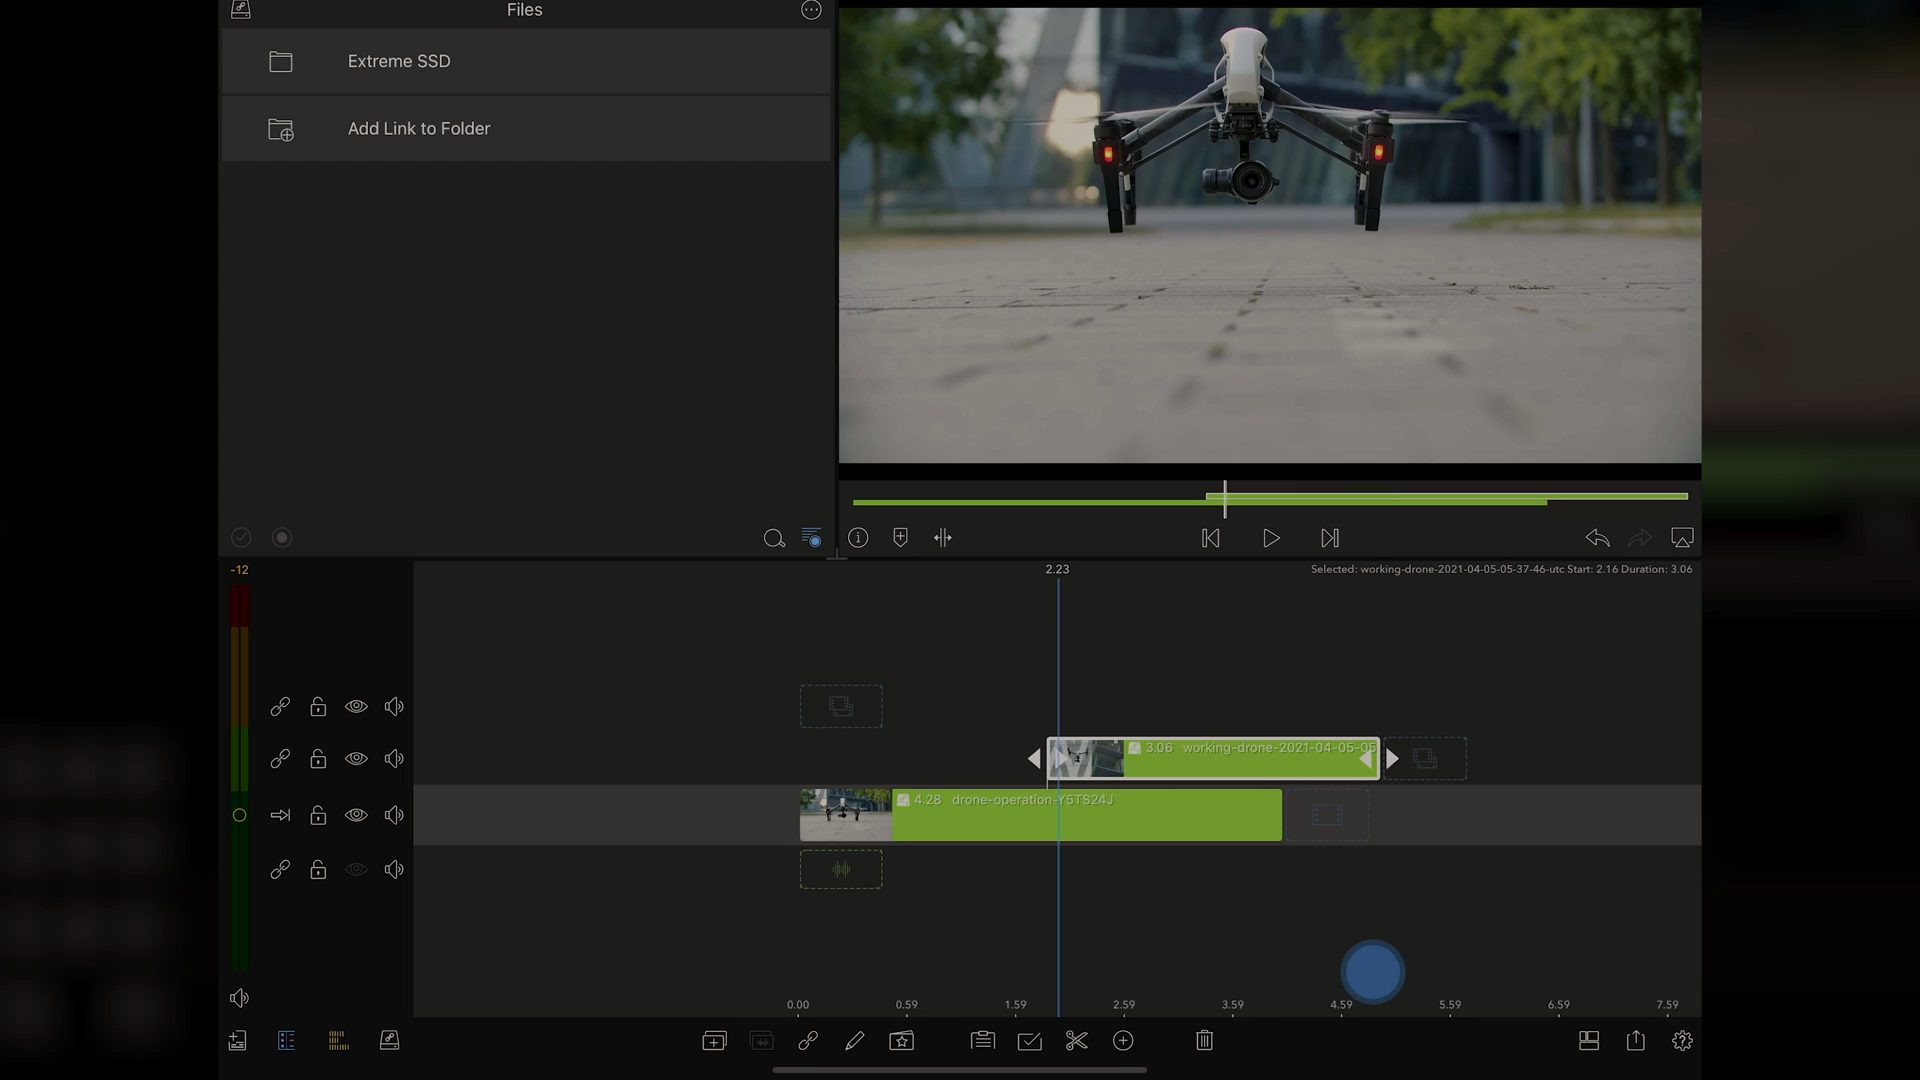 Files
Extreme SSD
Add Link to Folder
-12
2.23
Selected: working-drone-2021-04-05-05-37-46-utc Start: 2.16 Duration: 3.06
3.06 working-drone-2021-04-05-05
4.28 drone-operation-Y5TS24J
0.00 0.59 1.59 2.59 3.59 4.59 5.59 6.59 7.59